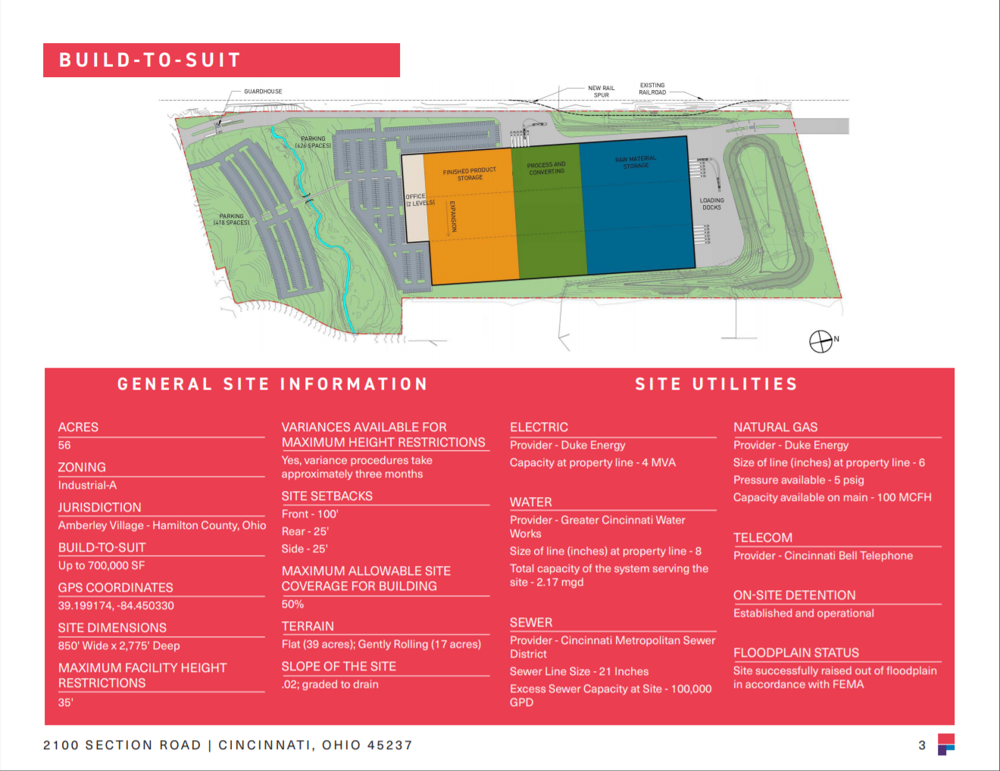 BUILD-TO-SUIT
GUARDHOUSE
NEW RAIL
SPUR
EXISTING
RAILROAD
PARKING
(626 SPACES)
FINISHED PRODUCT
STORAGE
PROCESS AND
CONVERTING
RAW MATERIAL
STORAGE
OFFICE
(2 LEVELS)
EXPANSION
LOADING
DOCKS
PARKING
(418 SPACES)
N
GENERAL SITE INFORMATION
ACRES
56
ZONING
Industrial-A
JURISDICTION
Amberley Village - Hamilton County, Ohio
BUILD-TO-SUIT
Up to 700,000 SF
GPS COORDINATES
39.199174, -84.450330
SITE DIMENSIONS
850' Wide x 2,775' Deep
MAXIMUM FACILITY HEIGHT
RESTRICTIONS
35'
VARIANCES AVAILABLE FOR
MAXIMUM HEIGHT RESTRICTIONS
Yes, variance procedures take
approximately three months
SITE SETBACKS
Front - 100'
Rear - 25'
Side - 25'
MAXIMUM ALLOWABLE SITE
COVERAGE FOR BUILDING
50%
TERRAIN
Flat (39 acres); Gently Rolling (17 acres)
SLOPE OF THE SITE
.02; graded to drain
SITE UTILITIES
ELECTRIC
Provider - Duke Energy
Capacity at property line - 4 MVA
WATER
Provider - Greater Cincinnati Water
Works
Size of line (inches) at property line - 8
Total capacity of the system serving the
site - 2.17 mgd
SEWER
Provider - Cincinnati Metropolitan Sewer
District
Sewer Line Size - 21 Inches
Excess Sewer Capacity at Site - 100,000
GPD
NATURAL GAS
Provider - Duke Energy
Size of line (inches) at property line - 6
Pressure available - 5 psig
Capacity available on main - 100 MCFH
TELECOM
Provider - Cincinnati Bell Telephone
ON-SITE DETENTION
Established and operational
FLOODPLAIN STATUS
Site successfully raised out of floodplain
in accordance with FEMA
2100 SECTION ROAD | CINCINNATI, OHIO 45237
3